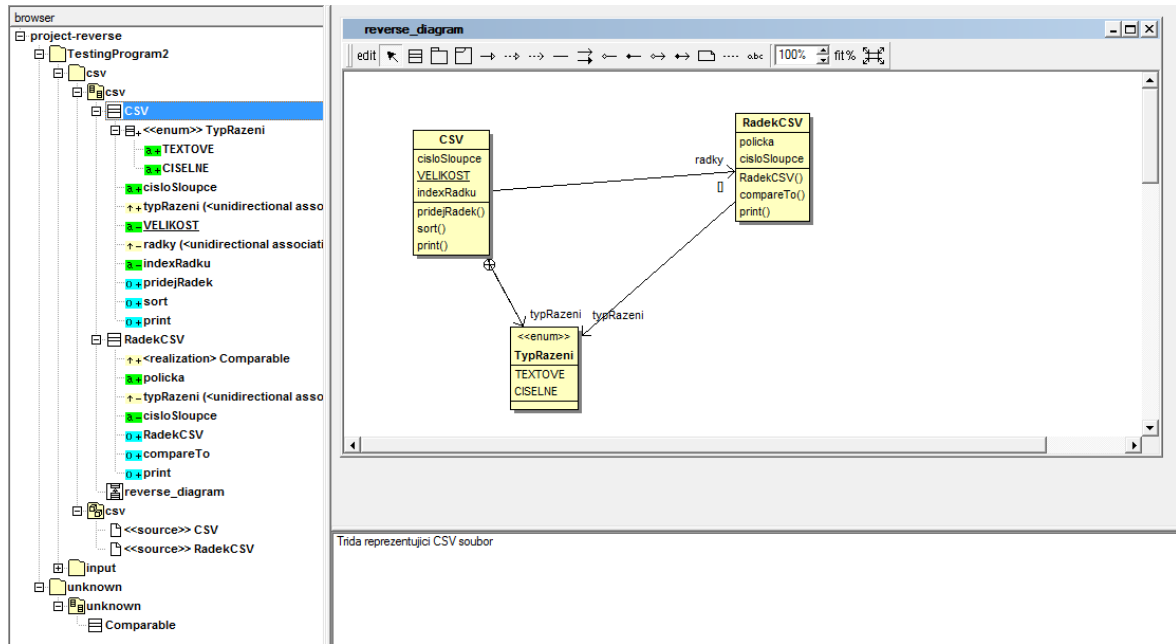 browser
project-reverse
TestingProgram2
csv
csv
CSV
<<enum>> TypRazeni
TEXTOVE
CISELNE
cisloSloupce
typRazeni (<unidirectional asso
VELIKOST
radky (<unidirectional associati
indexRadku
pridejRadek
sort
print
RadekCSV
<realization> Comparable
policka
typRazeni (<unidirectional asso
cisloSloupce
RadekCSV
compareTo
print
reverse_diagram
csv
<<source>> CSV
<<source>> RadekCSV
input
unknown
unknown
Comparable
reverse_diagram
edit
abc
100%
fit%
CSV
cisloSloupce
VELIKOST
indexRadku
pridejRadek()
sort()
print()
radky
[]
RadekCSV
policka
cisloSloupce
RadekCSV()
compareTo()
print()
typRazeni
typRazeni
<<enum>>
TypRazeni
TEXTOVE
CISELNE
Trida reprezentujici CSV soubor